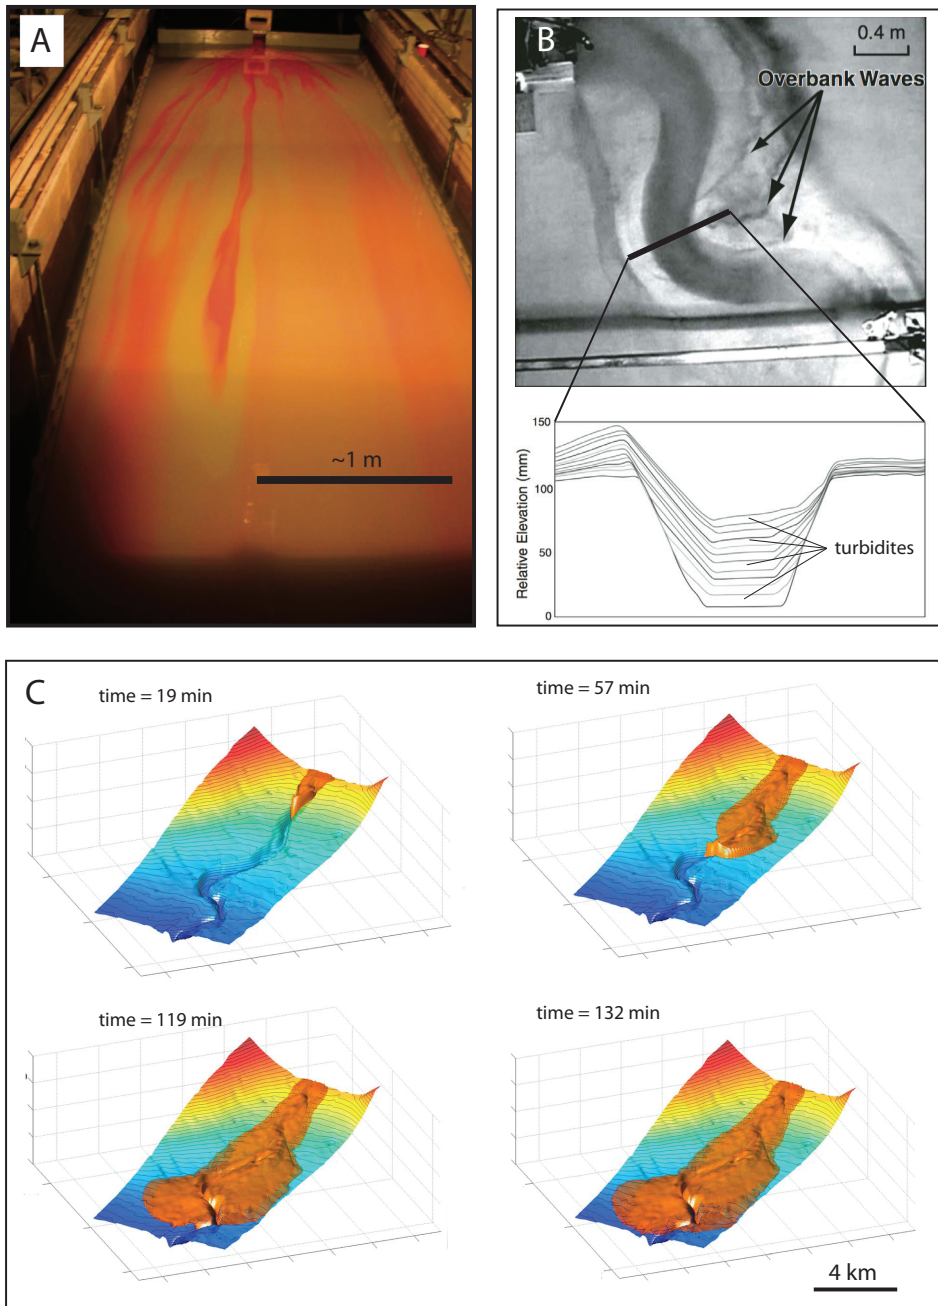 A
~1 m
B
0.4 m
Overbank Waves
Relative Elevation (mm)
150
100
50
0
turbidites
C
time = 19 min
time = 57 min
time = 119 min
time = 132 min
4 km